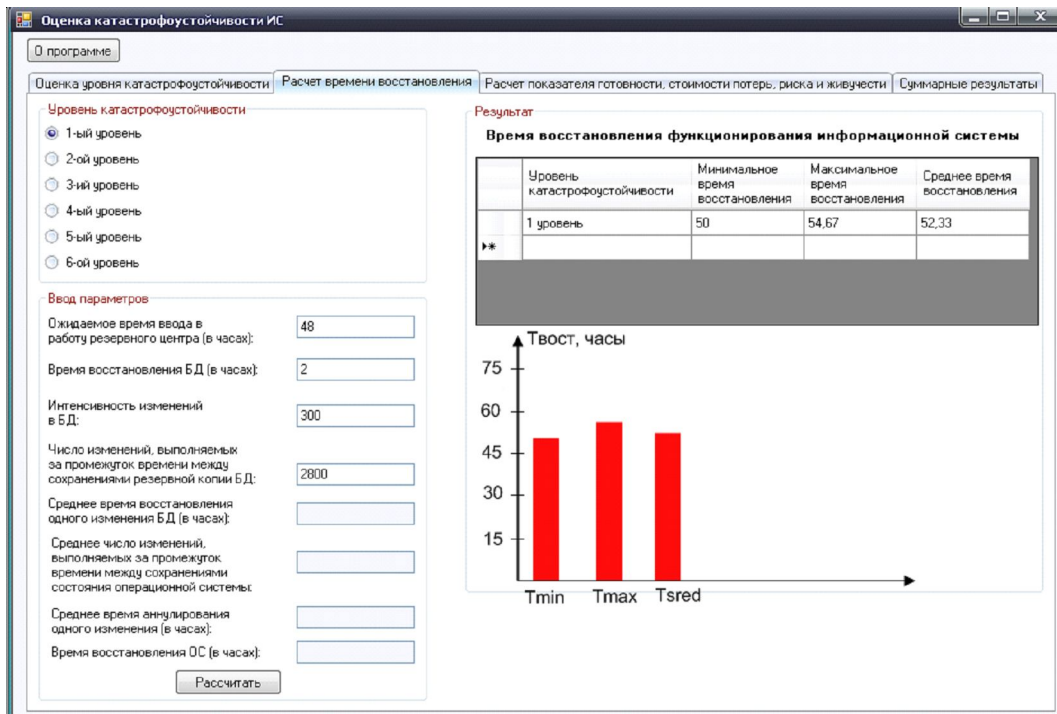 Оценка катастрофоустойчивости ИС
О программе
Оценка уровня катастрофоустойчивости
Расчет времени восстановления
Расчет показателя готовности, стоимости потерь, риска и живучести
Суммарные результаты
Уровень катастрофоустойчивости
1-ый уровень
2-ой уровень
3-ий уровень
4-ый уровень
5-ый уровень
6-ой уровень
Ввод параметров
Ожидаемое время ввода в
работу резервного центра (в часах):
48
Время восстановления БД (в часах):
2
Интенсивность изменений
в БД:
300
Число изменений, выполняемых
за промежуток времени между
сохранениями резервной копии БД:
2800
Среднее время восстановления
одного изменения БД (в часах):
Среднее число изменений,
выполняемых за промежуток
времени между сохранениями
состояния операционной системы:
Среднее время аннулирования
одного изменения (в часах):
Время восстановления ОС (в часах):
Рассчитать
Результат
Время восстановления функционирования информационной системы
Уровень
катастрофоустойчивости
Минимальное
время
восстановления
Максимальное
время
восстановления
Среднее время
восстановления
1 уровень
50
54,67
52,33
Tвост, часы
75
60
45
30
15
Tmin
Tmax
Tsred